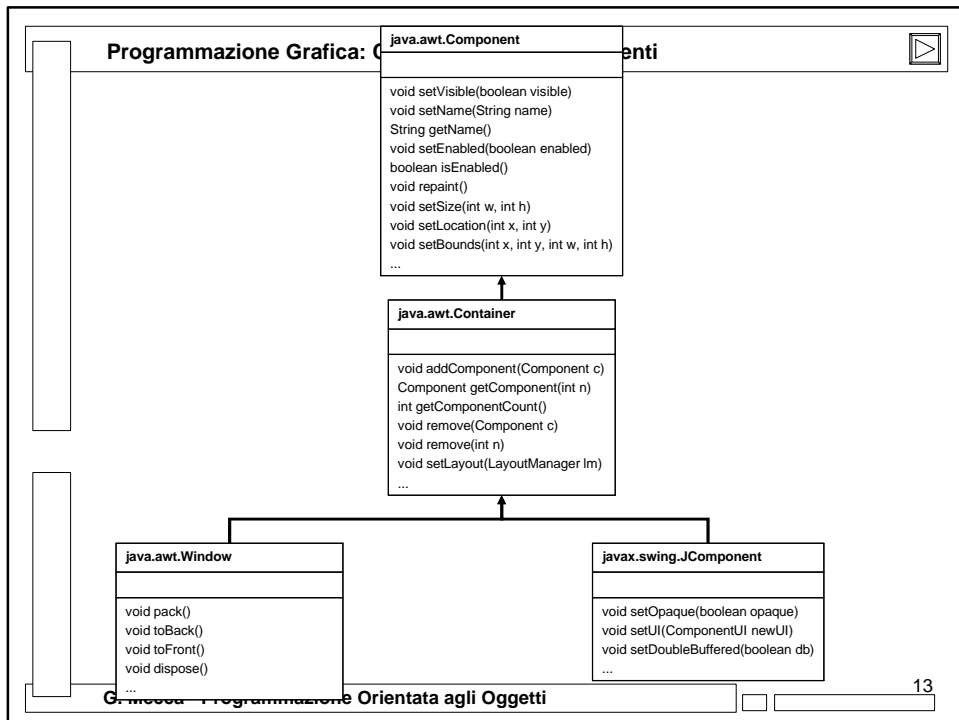 Programmazione Grafica: C
enti
java.awt.Component
void setVisible(boolean visible)
void setName(String name)
String getName()
void setEnabled(boolean enabled)
boolean isEnabled()
void repaint()
void setSize(int w, int h)
void setLocation(int x, int y)
void setBounds(int x, int y, int w, int h)
...
java.awt.Container
void addComponent(Component c)
Component getComponent(int n)
int getComponentCount()
void remove(Component c)
void remove(int n)
void setLayout(LayoutManager lm)
...
java.awt.Window
void pack()
void toBack()
void toFront()
void dispose()
...
javax.swing.JComponent
void setOpaque(boolean opaque)
void setUI(ComponentUI newUI)
void setDoubleBuffered(boolean db)
...
G. Mecca - Programmazione Orientata agli Oggetti
13